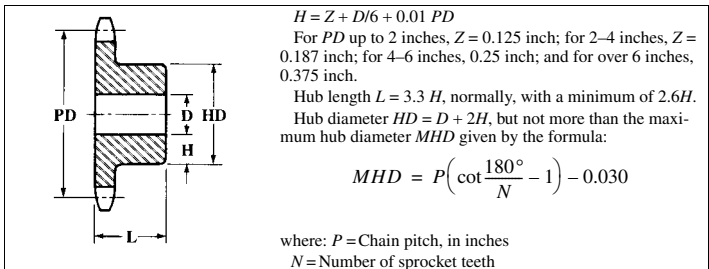 H = Z + D/6 + 0.01 PD
For PD up to 2 inches, Z = 0.125 inch; for 2–4 inches, Z =
0.187 inch; for 4–6 inches, 0.25 inch; and for over 6 inches,
0.375 inch.
Hub length L = 3.3 H, normally, with a minimum of 2.6H.
Hub diameter HD = D + 2H, but not more than the maxi-
mum hub diameter MHD given by the formula:
MHD = P(cot 180°/N – 1) – 0.030
where: P = Chain pitch, in inches
N = Number of sprocket teeth
PD
D
HD
H
L